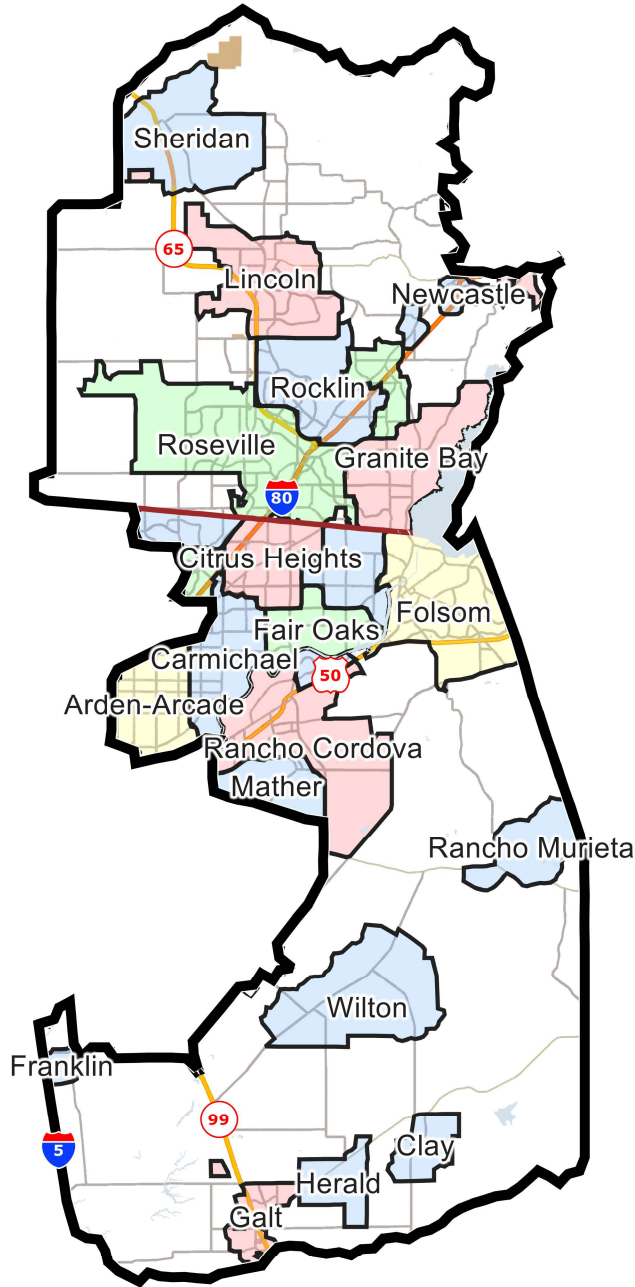 Sheridan
65
Lincoln
Newcastle
Rocklin
Roseville
Granite Bay
80
Citrus Heights
Folsom
Fair Oaks
Carmichael
50
Arden-Arcade
Rancho Cordova
Mather
Rancho Murieta
Wilton
Franklin
99
5
Clay
Herald
Galt